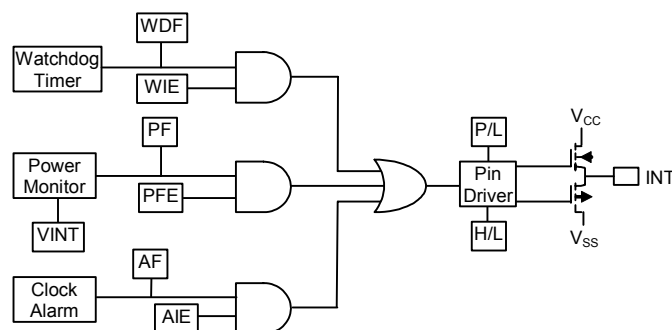 WDF
Watchdog
Timer
WIE
PF
Power
Monitor
PFE
VINT
AF
Clock
Alarm
AIE
P/L
Pin
Driver
H/L
VCC
INT
VSS